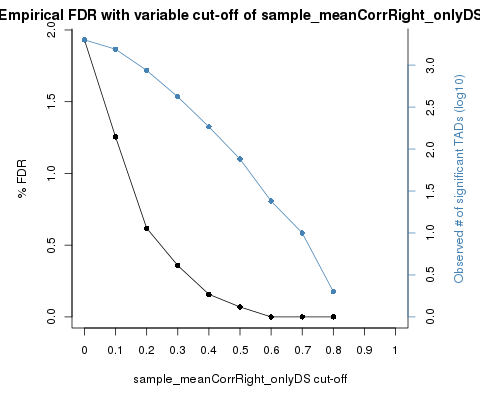 Empirical FDR with variable cut-off of sample_meanCorrRight_onlyDS
% FDR
2.0
1.5
1.0
0.5
0.0
3.0
2.5
2.0
1.5
1.0
0.5
0.0
Observed # of significant TADs (log10)
0 0.1 0.2 0.3 0.4 0.5 0.6 0.7 0.8 0.9 1
sample_meanCorrRight_onlyDS cut-off